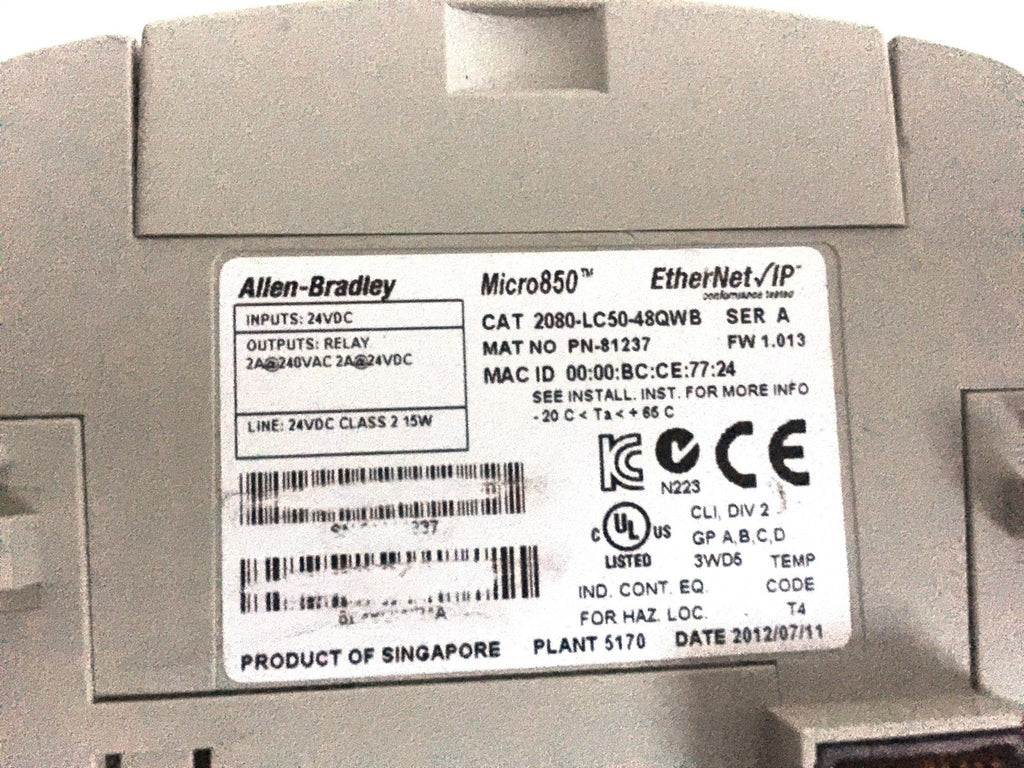 Allen-Bradley
INPUTS: 24VDC
OUTPUTS: RELAY
2A@240VAC 2A@24VDC
LINE: 24VDC CLASS 2 15W
Micro850™
EtherNet/IP™
conformance tested
CAT 2080-LC50-48QWB SER A
MAT NO PN-81237 FW 1.013
MAC ID 00:00:BC:CE:77:24
SEE INSTALL. INST. FOR MORE INFO
-20 C < Ta < + 65 C
CE
N223
C UL US
LISTED
CLI, DIV 2
GP A,B,C,D
3WD5 TEMP
IND. CONT. EQ. CODE
FOR HAZ. LOC. T4
PRODUCT OF SINGAPORE PLANT 5170 DATE 2012/07/11